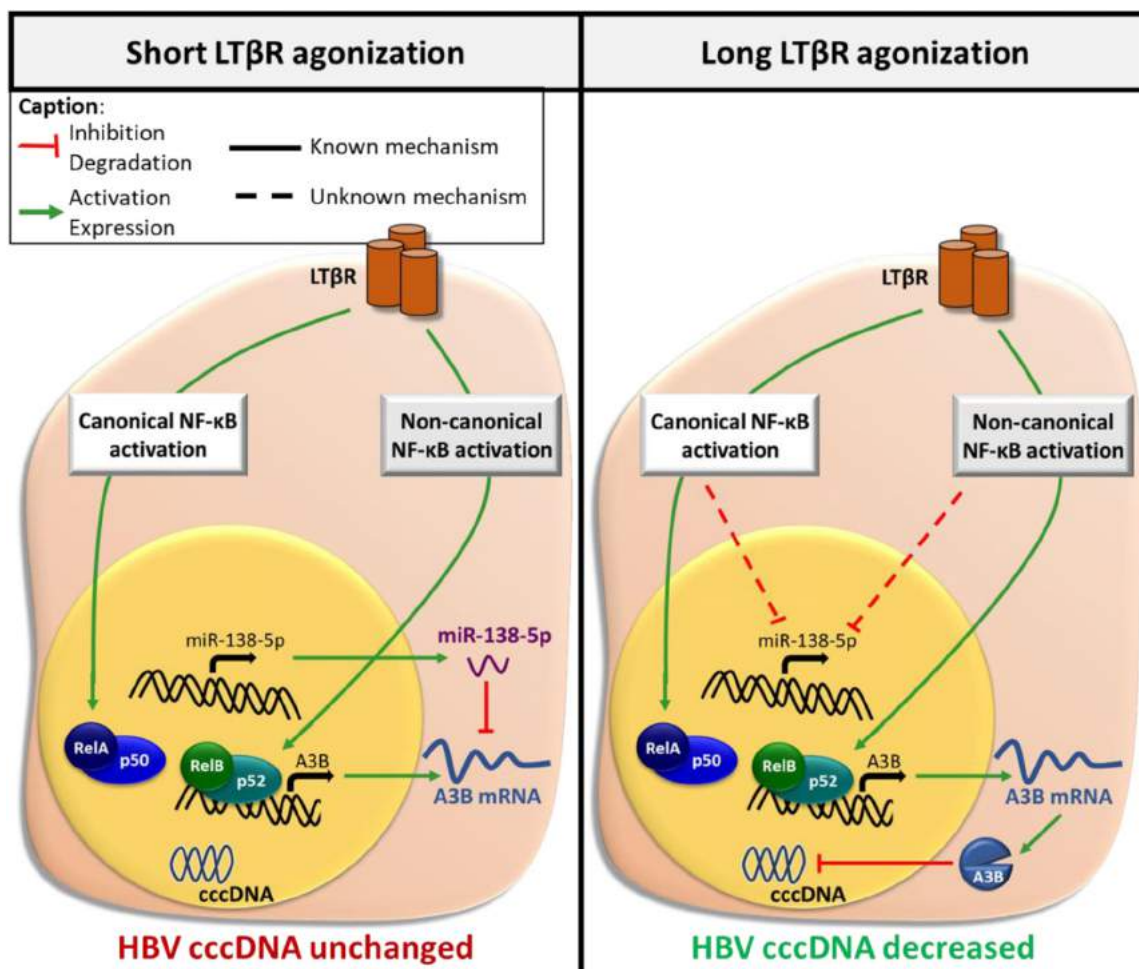 Short LTβR agonization
Caption:
Inhibition
Degradation
Activation
Expression
Known mechanism
Unknown mechanism
LTβR
Canonical NF-κB
activation
Non-canonical
NF-κB activation
miR-138-5p
miR-138-5p
RelA
p50
RelB
p52
A3B
A3B mRNA
cccDNA
HBV cccDNA unchanged
Long LTβR agonization
LTβR
Canonical NF-κB
activation
Non-canonical
NF-κB activation
miR-138-5p
RelA
p50
RelB
p52
A3B
A3B mRNA
A3B
cccDNA
HBV cccDNA decreased